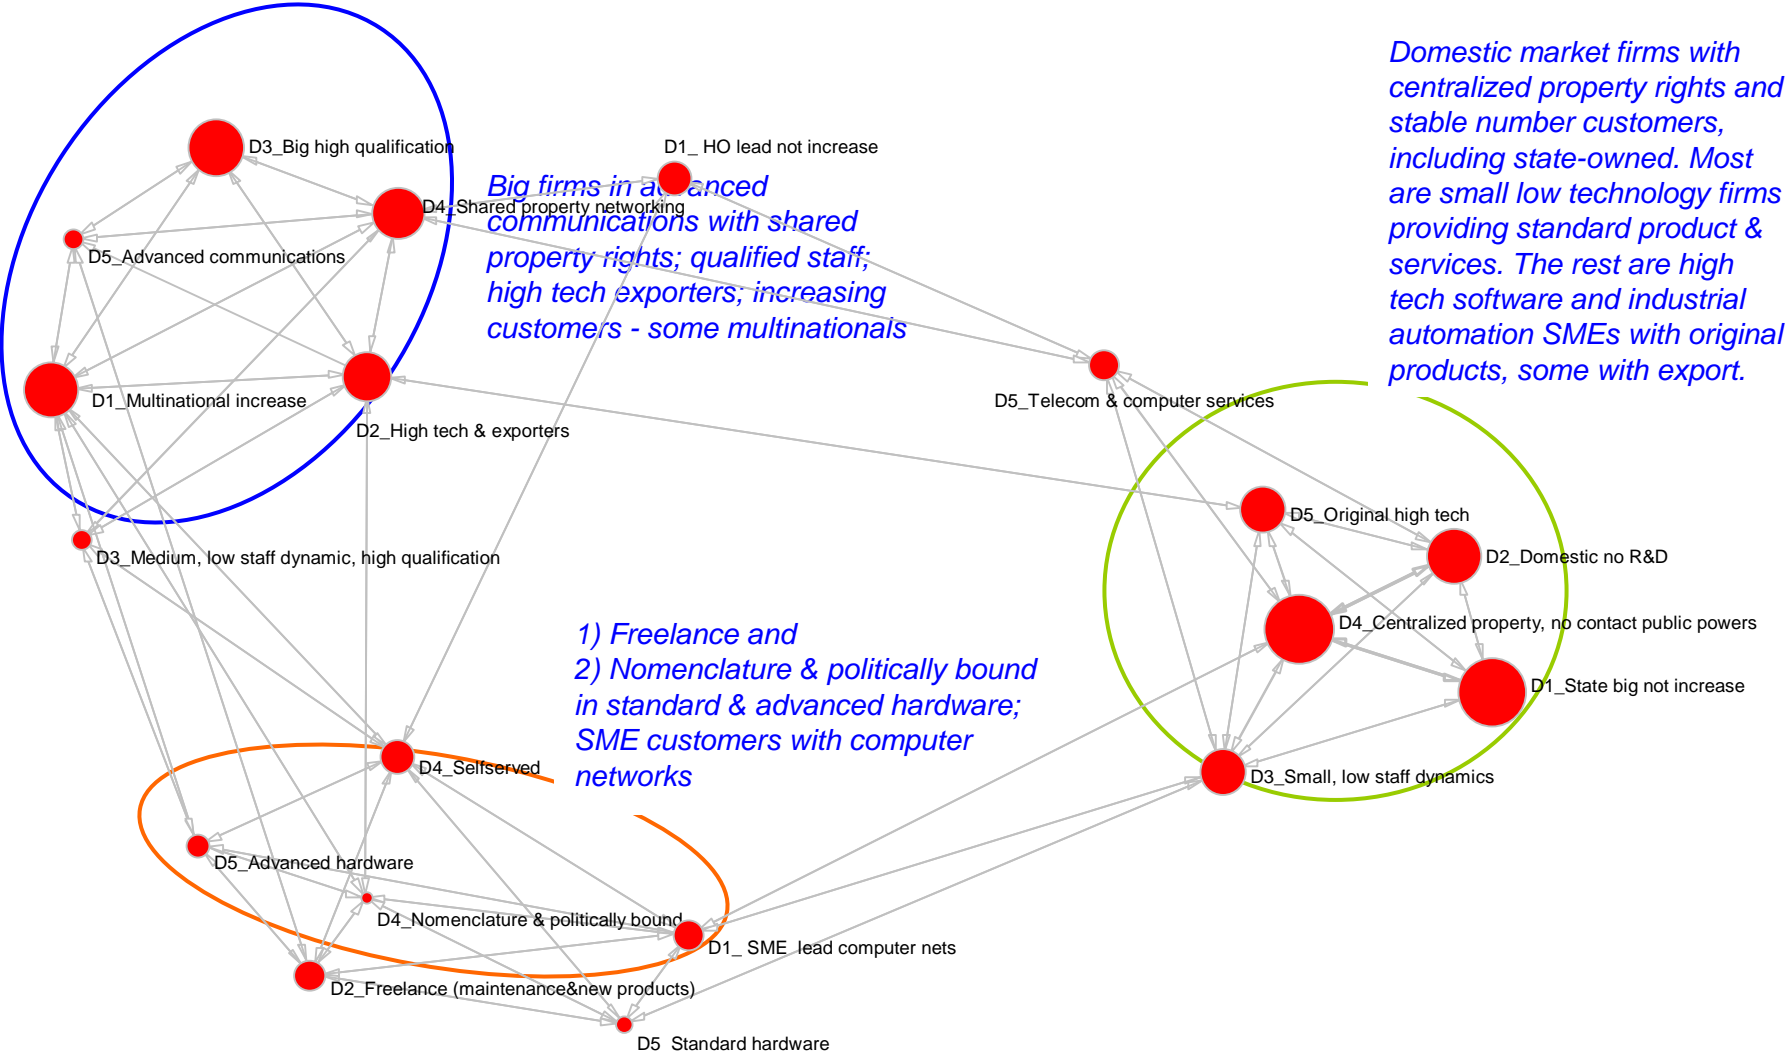 Domestic market firms with
centralized property rights and
stable number customers,
including state-owned. Most
are small low technology firms
providing standard product &
services. The rest are high
tech software and industrial
automation SMEs with original
products, some with export.
D3_Big high qualification
D1_ HO lead not increase
Big firms in advanced
communications with shared
property rights; qualified staff;
high tech exporters; increasing
customers - some multinationals
D4_Shared property networking
D5_Advanced communications
D1_Multinational increase
D2_High tech & exporters
D5_Telecom & computer services
D5_Original high tech
D2_Domestic no R&D
D3_Medium, low staff dynamic, high qualification
D4_Centralized property, no contact public powers
D1_State big not increase
1) Freelance and
2) Nomenclature & politically bound
in standard & advanced hardware;
SME customers with computer
networks
D4_Selfserved
D3_Small, low staff dynamics
D5_Advanced hardware
D4_Nomenclature & politically bound
D1_ SME lead computer nets
D2_Freelance (maintenance&new products)
D5 Standard hardware